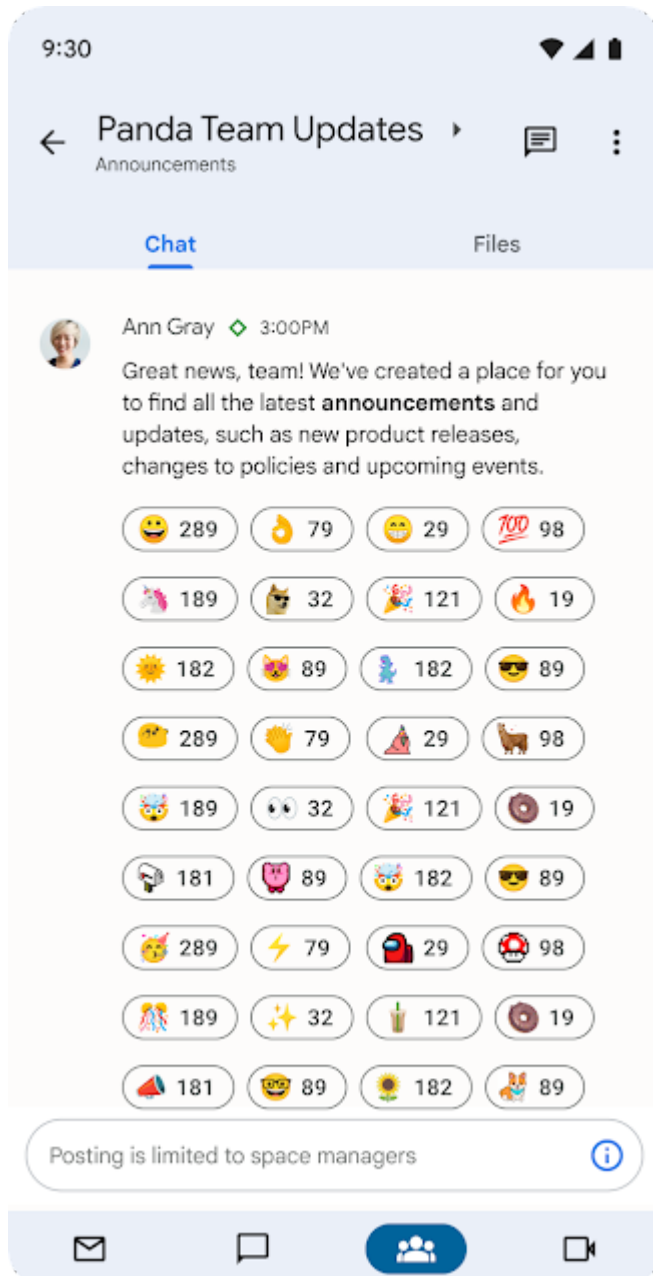 9:30
Panda Team Updates
Announcements
Chat Files
Ann Gray 3:00PM
Great news, team! We've created a place for you
to find all the latest announcements and
updates, such as new product releases,
changes to policies and upcoming events.
😀 289 👌 79 😁 29 💯 98
🦄 189 32 🎉 121 🔥 19
🌞 182 😻 89 182 😎 89
289 👏 79 29 🦙 98
🤯 189 👀 32 🎉 121 19
181 89 🤯 182 😎 89
🥳 289 ⚡ 79 29 98
🎊 189 ✨ 32 121 19
📣 181 🤓 89 🌻 182 89
Posting is limited to space managers